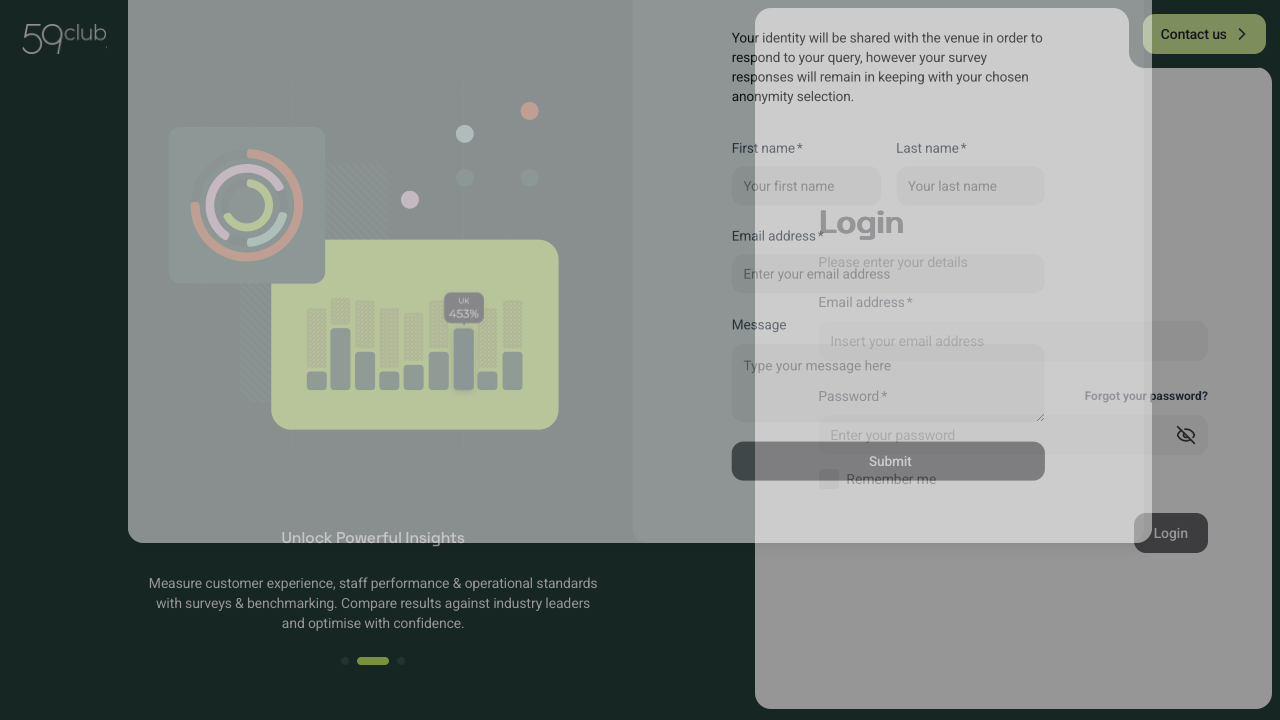 59club
Contact us
Your identity will be shared with the venue in order to
respond to your query, however your survey
responses will remain in keeping with your chosen
anonymity selection.
First name*
Last name*
Your first name
Your last name
Email address*
Enter your email address
Message
Type your message here
Submit
Login
Please enter your details
Email address*
Insert your email address
Password*
Forgot your password?
Enter your password
Remember me
Login
UK
453%
Unlock Powerful Insights
Measure customer experience, staff performance & operational standards
with surveys & benchmarking. Compare results against industry leaders
and optimise with confidence.